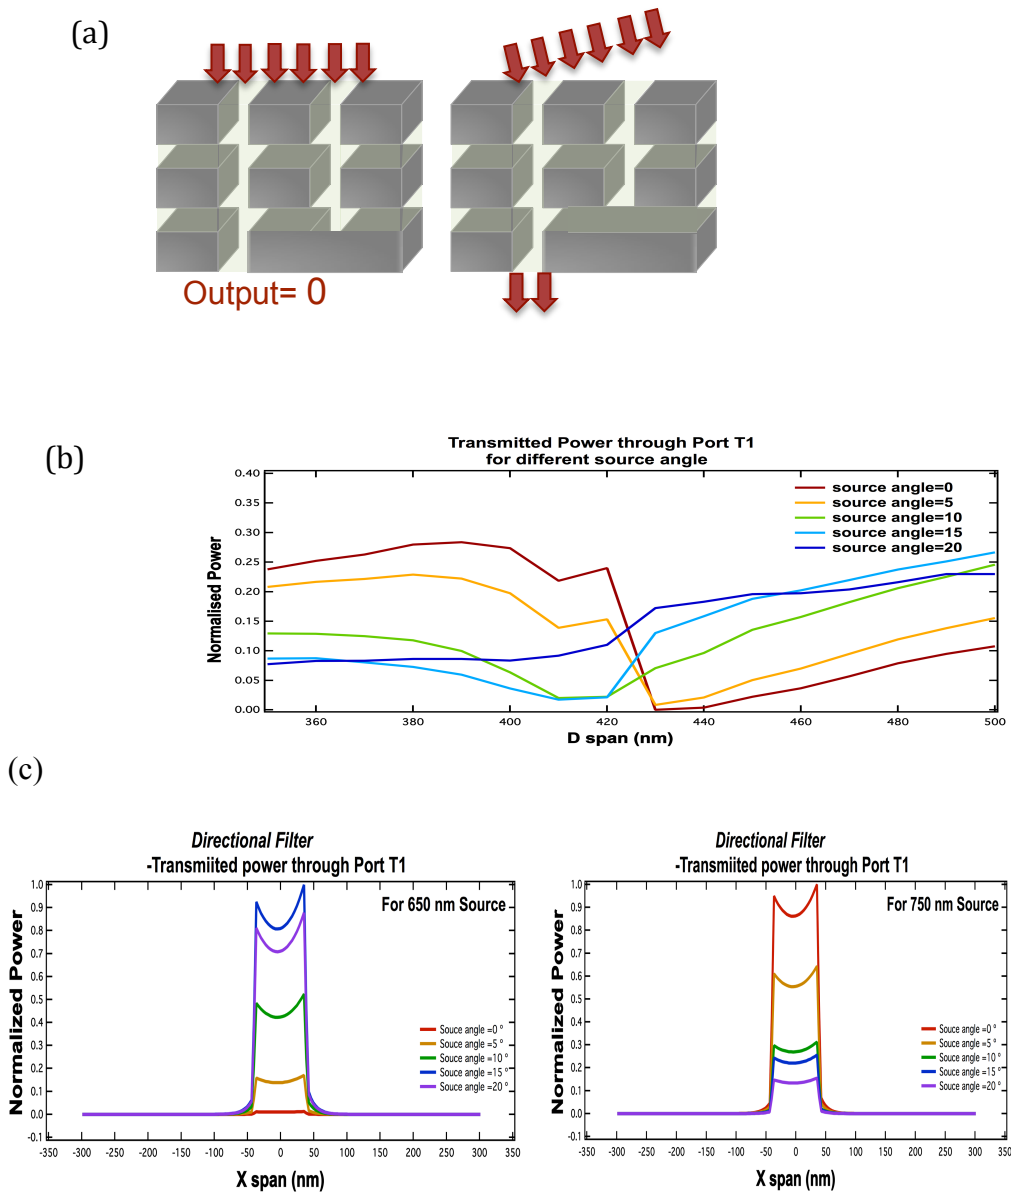 (a)
Output= 0
(b)
Transmitted Power through Port T1
for different source angle
0.40
0.35
0.30
0.25
0.20
0.15
0.10
0.05
0.00
Normalised Power
source angle=0
source angle=5
source angle=10
source angle=15
source angle=20
360 380 400 420 440 460 480 500
D span (nm)
(c)
Directional Filter
-Transmiited power through Port T1
For 650 nm Source
1.0
0.9
0.8
0.7
0.6
0.5
0.4
0.3
0.2
0.1
0.0
-0.1
Normalized Power
Souce angle =0 º
Souce angle =5 º
Souce angle =10 º
Souce angle =15 º
Souce angle =20 º
-350 -300 -250 -200 -150 -100 -50 0 50 100 150 200 250 300 350
X span (nm)
Directional Filter
-Transmiited power through Port T1
For 750 nm Source
1.0
0.9
0.8
0.7
0.6
0.5
0.4
0.3
0.2
0.1
0.0
-0.1
Normalized Power
Souce angle =0 º
Souce angle =5 º
Souce angle =10 º
Souce angle =15 º
Souce angle =20 º
-350 -300 -250 -200 -150 -100 -50 0 50 100 150 200 250 300 350
X span (nm)